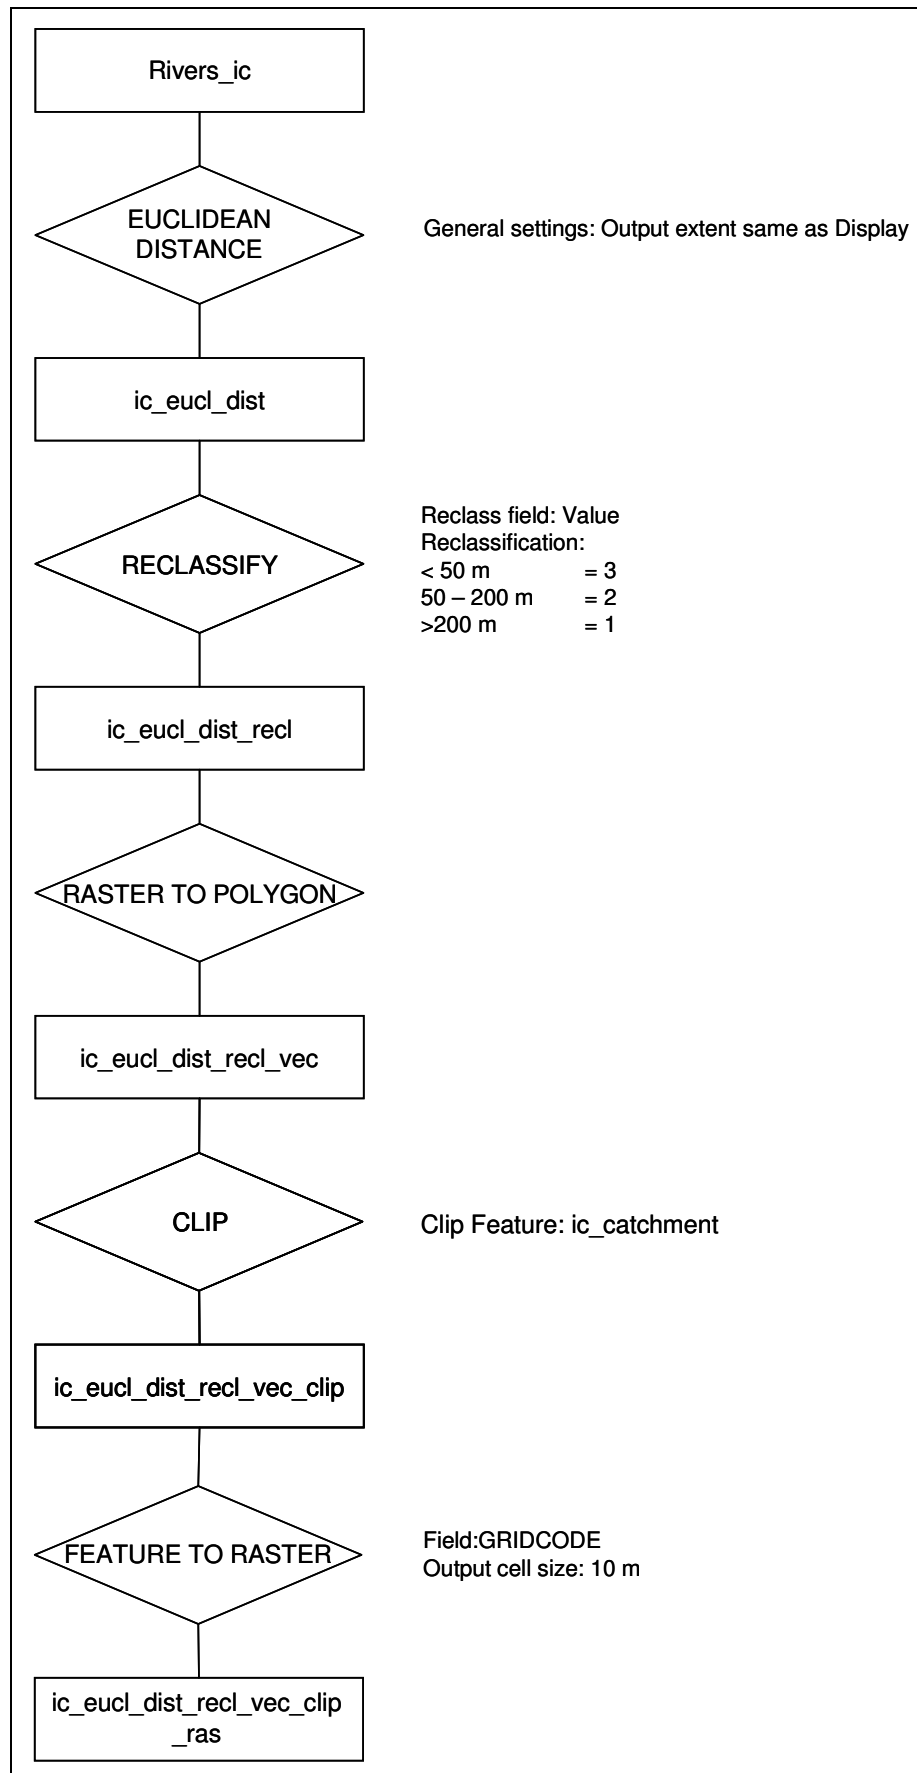 Rivers_ic
EUCLIDEAN
DISTANCE
General settings: Output extent same as Display
ic_eucl_dist
RECLASSIFY
Reclass field: Value
Reclassification:
< 50 m = 3
50 – 200 m = 2
>200 m = 1
ic_eucl_dist_recl
RASTER TO POLYGON
ic_eucl_dist_recl_vec
CLIP
Clip Feature: ic_catchment
ic_eucl_dist_recl_vec_clip
FEATURE TO RASTER
Field:GRIDCODE
Output cell size: 10 m
ic_eucl_dist_recl_vec_clip
_ras